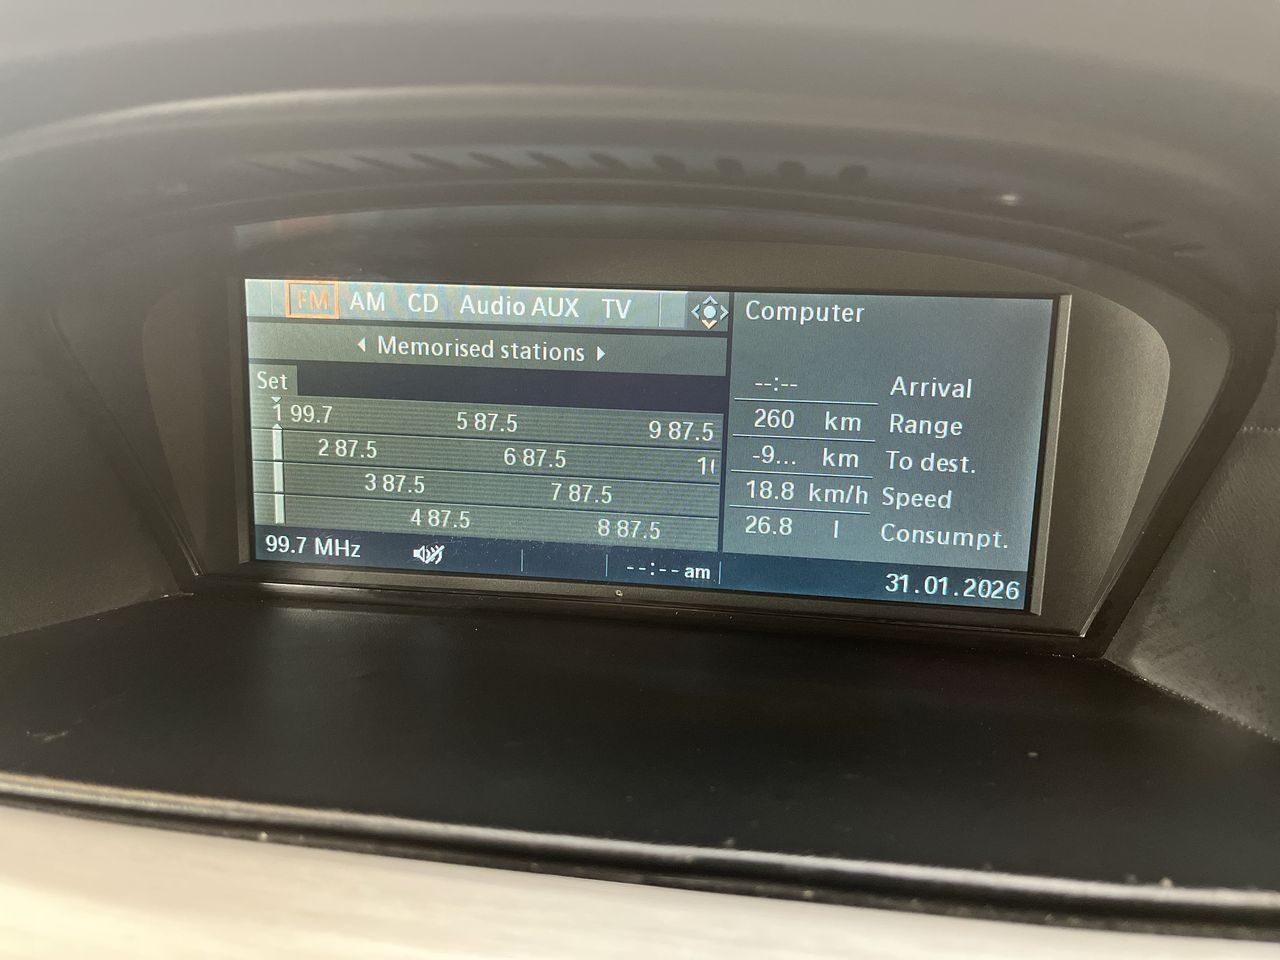 FM AM CD Audio AUX TV
Memorised stations
Set
1 99.7 5 87.5 9 87.5
2 87.5 6 87.5
3 87.5 7 87.5
4 87.5 8 87.5
99.7 MHz --:-- am
Computer
--:-- Arrival
260 km Range
-9... km To dest.
18.8 km/h Speed
26.8 l Consumpt.
31.01.2026